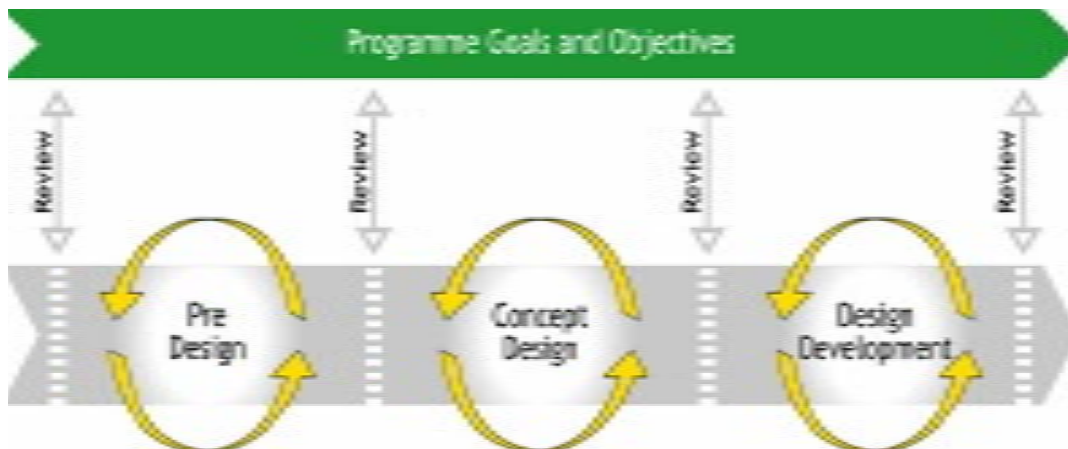 Programme Goals and Objectives
Review
Review
Review
Review
Pre
Design
Concept
Design
Design
Development